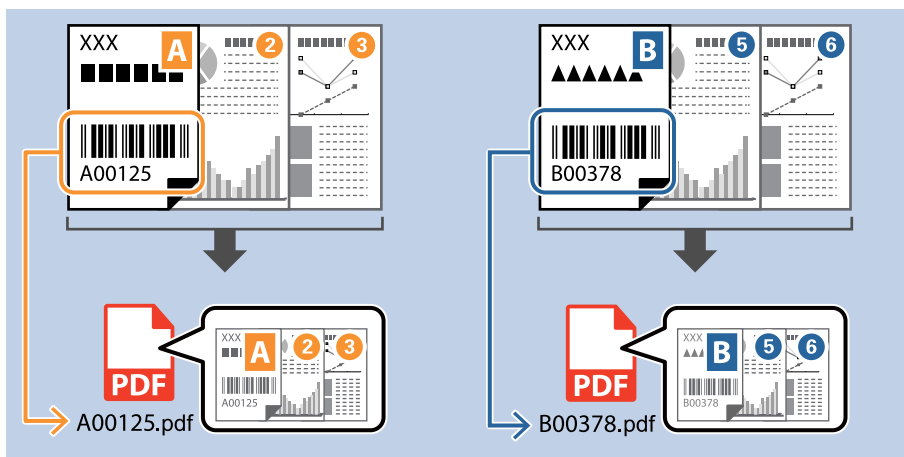 XXX A 2 3
A00125
XXX B 5 6
B00378
PDF
XXX A 2 3
A00125
A00125.pdf
PDF
XXX B 5 6
B00378
B00378.pdf